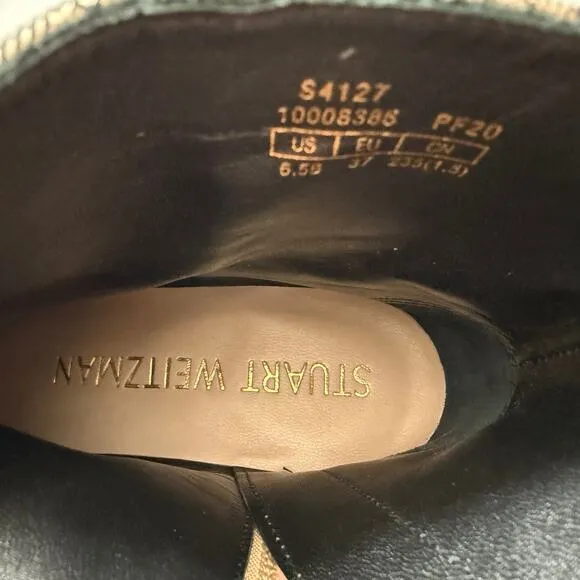 S4127
10008386 PF20
US EU CN
6.5B 37 235(1.5)
STUART WEITZMAN